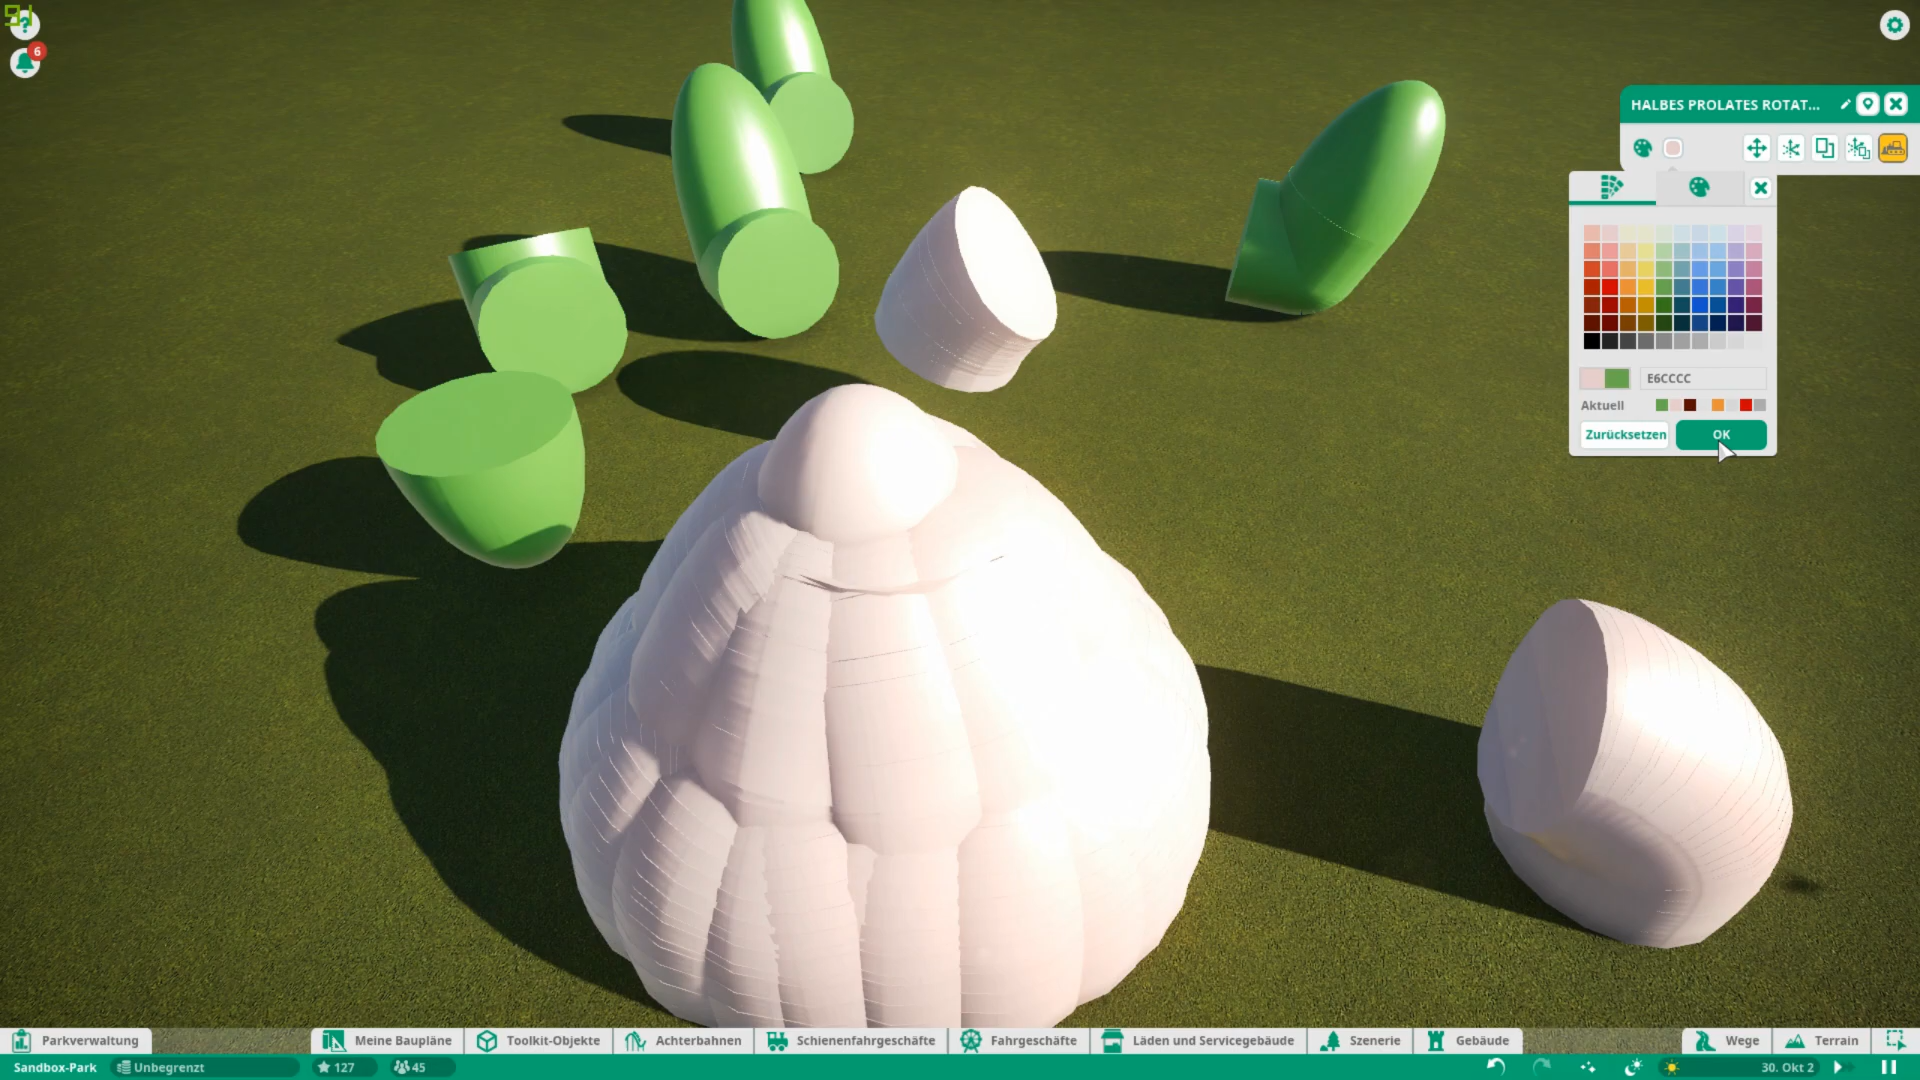 91
?
6
HALBES PROLATES ROTAT...
E6CCCC
Aktuell
Zurücksetzen
OK
Parkverwaltung
Meine Baupläne
Toolkit-Objekte
Achterbahnen
Schienenfahrgeschäfte
Fahrgeschäfte
Läden und Servicegebäude
Szenerie
Gebäude
Wege
Terrain
Sandbox-Park
Unbegrenzt
127
45
30. Okt 2